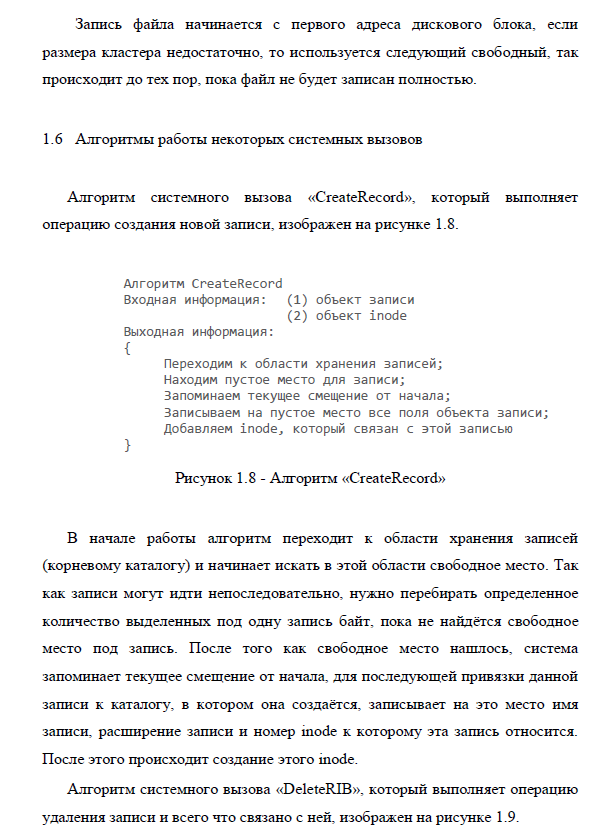 Запись файла начинается с первого адреса дискового блока, если
размера кластера недостаточно, то используется следующий свободный, так
происходит до тех пор, пока файл не будет записан полностью.
1.6 Алгоритмы работы некоторых системных вызовов
Алгоритм системного вызова «CreateRecord», который выполняет
операцию создания новой записи, изображен на рисунке 1.8.
Алгоритм CreateRecord
Входная информация: (1) объект записи
(2) объект inode
Выходная информация:
{
Переходим к области хранения записей;
Находим пустое место для записи;
Запоминаем текущее смещение от начала;
Записываем на пустое место все поля объекта записи;
Добавляем inode, который связан с этой записью
}
Рисунок 1.8 - Алгоритм «CreateRecord»
В начале работы алгоритм переходит к области хранения записей
(корневому каталогу) и начинает искать в этой области свободное место. Так
как записи могут идти непоследовательно, нужно перебирать определенное
количество выделенных под одну запись байт, пока не найдётся свободное
место под запись. После того как свободное место нашлось, система
запоминает текущее смещение от начала, для последующей привязки данной
записи к каталогу, в котором она создаётся, записывает на это место имя
записи, расширение записи и номер inode к которому эта запись относится.
После этого происходит создание этого inode.
Алгоритм системного вызова «DeleteRIB», который выполняет операцию
удаления записи и всего что связано с ней, изображен на рисунке 1.9.